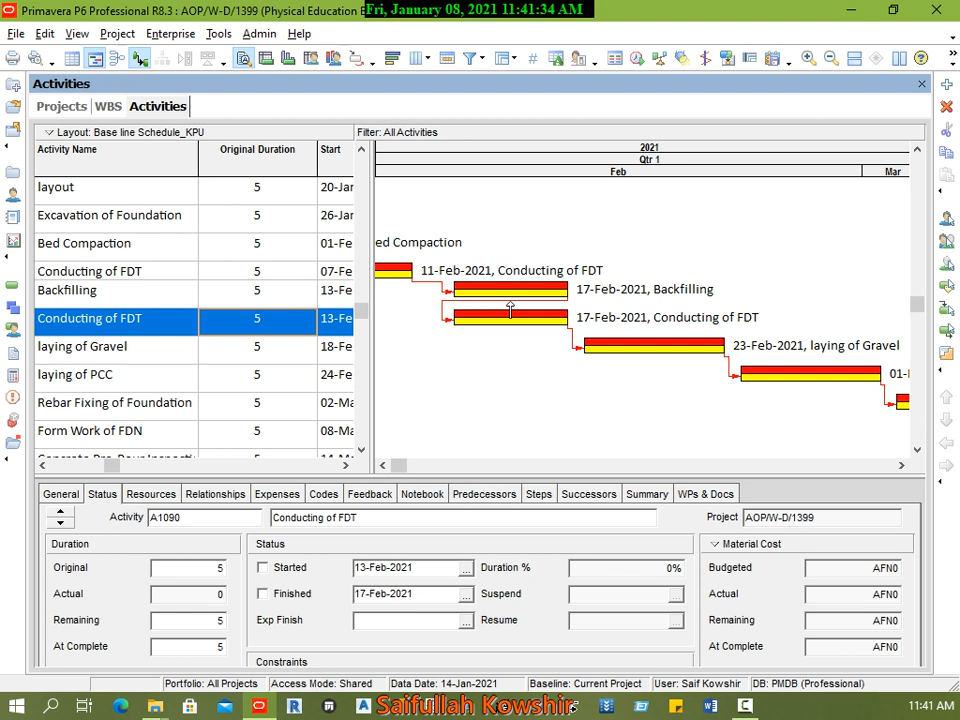 Primavera P6 Professional R8.3 : AOP/W-D/1399 (Physical Education E
Fri, January 08, 2021 11:41:34 AM
File Edit View Project Enterprise Tools Admin Help
Activities
Projects WBS Activities
Layout: Base line Schedule_KPU
Filter: All Activities
Activity Name Original Duration Start
2021
Qtr 1
Feb Mar
layout 5 20-Jan
Excavation of Foundation 5 26-Jan
Bed Compaction 5 01-Fe
ed Compaction
Conducting of FDT 5 07-Fe
11-Feb-2021, Conducting of FDT
Backfilling 5 13-Fe
17-Feb-2021, Backfilling
Conducting of FDT 5 13-Fe
17-Feb-2021, Conducting of FDT
laying of Gravel 5 18-Fe
23-Feb-2021, laying of Gravel
laying of PCC 5 24-Fe
01-
Rebar Fixing of Foundation 5 02-Ma
Form Work of FDN 5 08-Ma
General Status Resources Relationships Expenses Codes Feedback Notebook Predecessors Steps Successors Summary WPs & Docs
Activity A1090 Conducting of FDT Project AOP/W-D/1399
Duration Status Material Cost
Original 5 Started 13-Feb-2021 ... Duration % 0% Budgeted AFN0
Actual 0 Finished 17-Feb-2021 ... Suspend ... Actual AFN0
Remaining 5 Exp Finish ... Resume ... Remaining AFN0
At Complete 5 At Complete AFN0
Constraints
Portfolio: All Projects Access Mode: Shared Data Date: 14-Jan-2021 Baseline: Current Project User: Saif Kowshir DB: PMDB (Professional)
Saifullah Kowshir
11:41 AM